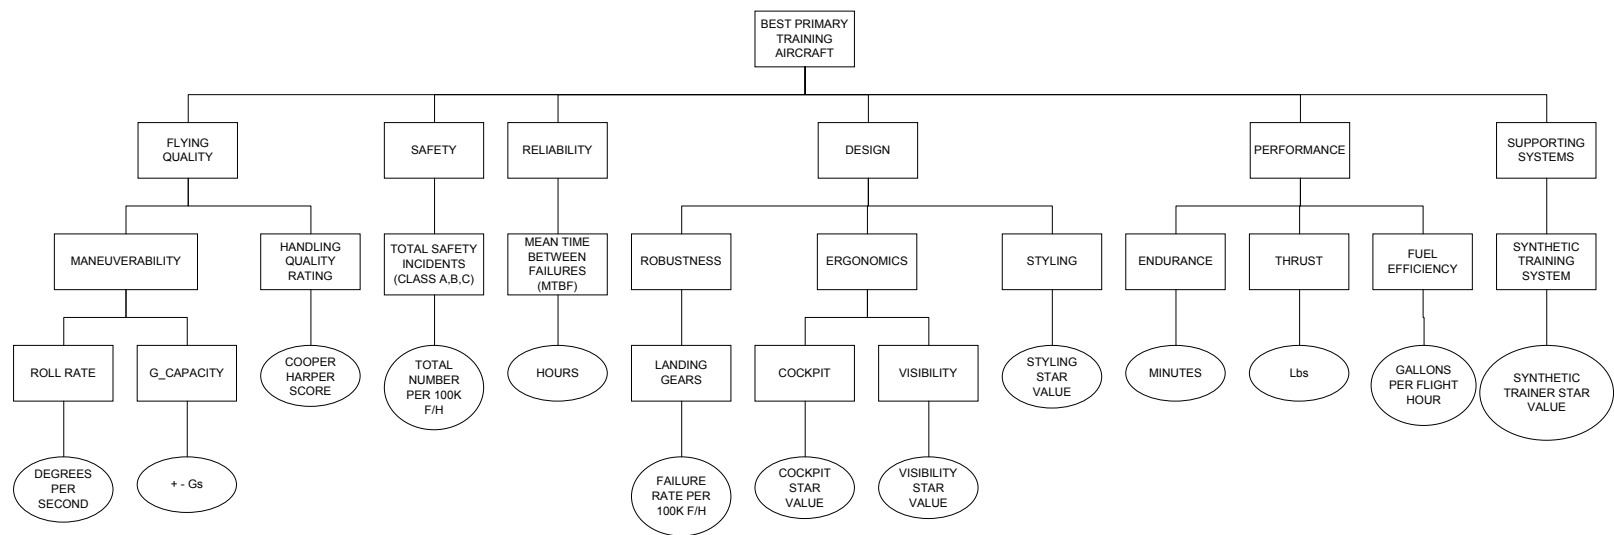 BEST PRIMARY
TRAINING
AIRCRAFT
FLYING
QUALITY
SAFETY
RELIABILITY
DESIGN
PERFORMANCE
SUPPORTING
SYSTEMS
MANEUVERABILITY
HANDLING
QUALITY
RATING
TOTAL SAFETY
INCIDENTS
(CLASS A,B,C)
MEAN TIME
BETWEEN
FAILURES
(MTBF)
ROBUSTNESS
ERGONOMICS
STYLING
ENDURANCE
THRUST
FUEL
EFFICIENCY
SYNTHETIC
TRAINING
SYSTEM
ROLL RATE
G_CAPACITY
COOPER
HARPER
SCORE
TOTAL
NUMBER
PER 100K
F/H
HOURS
LANDING
GEARS
COCKPIT
VISIBILITY
STYLING
STAR
VALUE
MINUTES
Lbs
GALLONS
PER FLIGHT
HOUR
SYNTHETIC
TRAINER STAR
VALUE
DEGREES
PER
SECOND
+ - Gs
FAILURE
RATE PER
100K F/H
COCKPIT
STAR
VALUE
VISIBILITY
STAR
VALUE